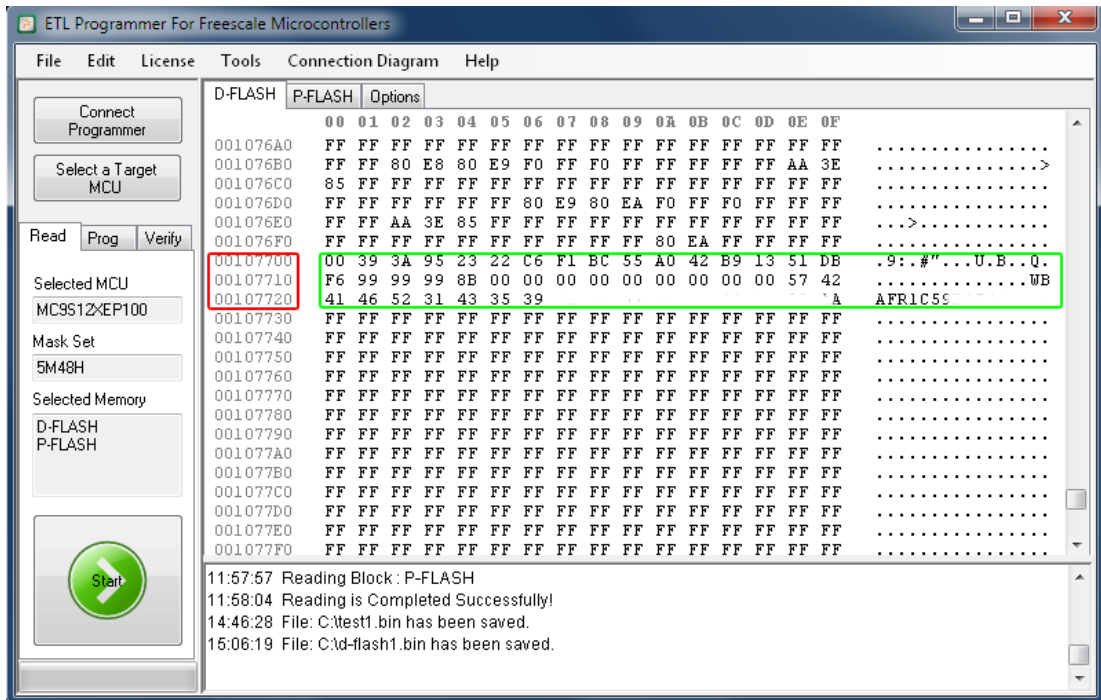 ETL Programmer For Freescale Microcontrollers
File Edit License Tools Connection Diagram Help
Connect
Programmer
Select a Target
MCU
Read Prog Verify
Selected MCU
MC9S12XEP100
Mask Set
5M48H
Selected Memory
D-FLASH
P-FLASH
Start
D-FLASH P-FLASH Options
00 01 02 03 04 05 06 07 08 09 0A 0B 0C 0D 0E 0F
001076A0 FF FF FF FF FF FF FF FF FF FF FF FF FF FF FF FF ................
001076B0 FF FF 80 E8 80 E9 F0 FF F0 FF FF FF FF FF AA 3E ...............>
001076C0 85 FF FF FF FF FF FF FF FF FF FF FF FF FF FF FF ................
001076D0 FF FF FF FF FF FF 80 E9 80 EA F0 FF F0 FF FF FF ................
001076E0 FF FF AA 3E 85 FF FF FF FF FF FF FF FF FF FF FF ...>............
001076F0 FF FF FF FF FF FF FF FF FF FF 80 EA FF FF FF FF ................
00107700 00 39 3A 95 23 22 C6 F1 BC 55 A0 42 B9 13 51 DB .9:.#"...U.B..Q.
00107710 F6 99 99 99 8B 00 00 00 00 00 00 00 00 00 57 42 ..............WB
00107720 41 46 52 31 43 35 39 AFR1C59
00107730 FF FF FF FF FF FF FF FF FF FF FF FF FF FF FF FF ................
00107740 FF FF FF FF FF FF FF FF FF FF FF FF FF FF FF FF ................
00107750 FF FF FF FF FF FF FF FF FF FF FF FF FF FF FF FF ................
00107760 FF FF FF FF FF FF FF FF FF FF FF FF FF FF FF FF ................
00107770 FF FF FF FF FF FF FF FF FF FF FF FF FF FF FF FF ................
00107780 FF FF FF FF FF FF FF FF FF FF FF FF FF FF FF FF ................
00107790 FF FF FF FF FF FF FF FF FF FF FF FF FF FF FF FF ................
001077A0 FF FF FF FF FF FF FF FF FF FF FF FF FF FF FF FF ................
001077B0 FF FF FF FF FF FF FF FF FF FF FF FF FF FF FF FF ................
001077C0 FF FF FF FF FF FF FF FF FF FF FF FF FF FF FF FF ................
001077D0 FF FF FF FF FF FF FF FF FF FF FF FF FF FF FF FF ................
001077E0 FF FF FF FF FF FF FF FF FF FF FF FF FF FF FF FF ................
001077F0 FF FF FF FF FF FF FF FF FF FF FF FF FF FF FF FF ................
11:57:57 Reading Block : P-FLASH
11:58:04 Reading is Completed Successfully!
14:46:28 File: C:\test1.bin has been saved.
15:06:19 File: C:\d-flash1.bin has been saved.